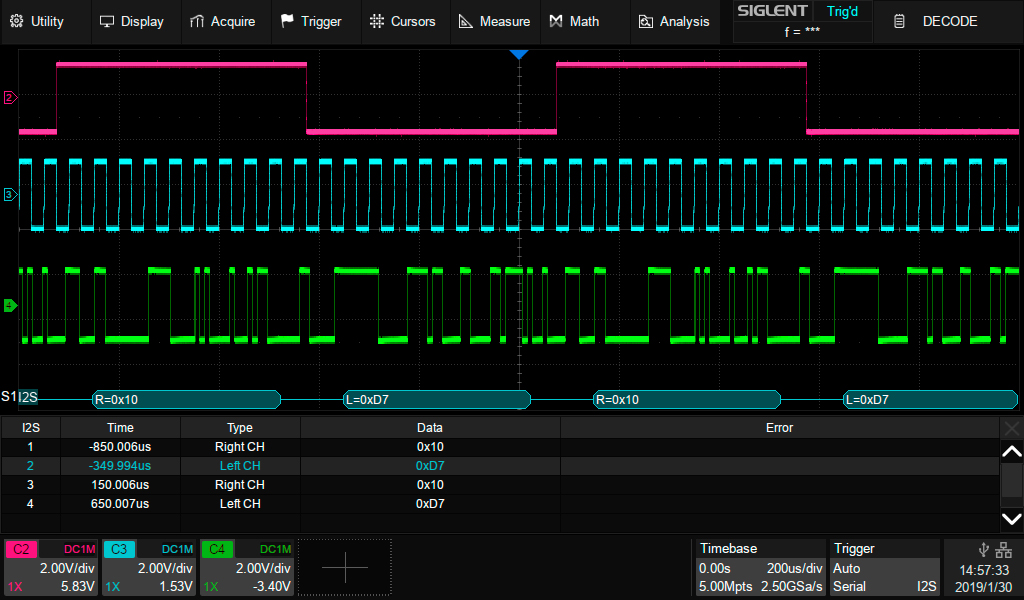 Utility Display Acquire Trigger Cursors Measure Math Analysis SIGLENT Trig'd DECODE
f = ***
2
3
4
S1 I2S R=0x10 L=0xD7 R=0x10 L=0xD7
I2S Time Type Data Error
1 -850.006us Right CH 0x10
2 -349.994us Left CH 0xD7
3 150.006us Right CH 0x10
4 650.007us Left CH 0xD7
C2 DC1M C3 DC1M C4 DC1M Timebase Trigger
2.00V/div 2.00V/div 2.00V/div 0.00s 200us/div Auto 14:57:33
1X 5.83V 1X 1.53V 1X -3.40V 5.00Mpts 2.50GSa/s Serial I2S 2019/1/30